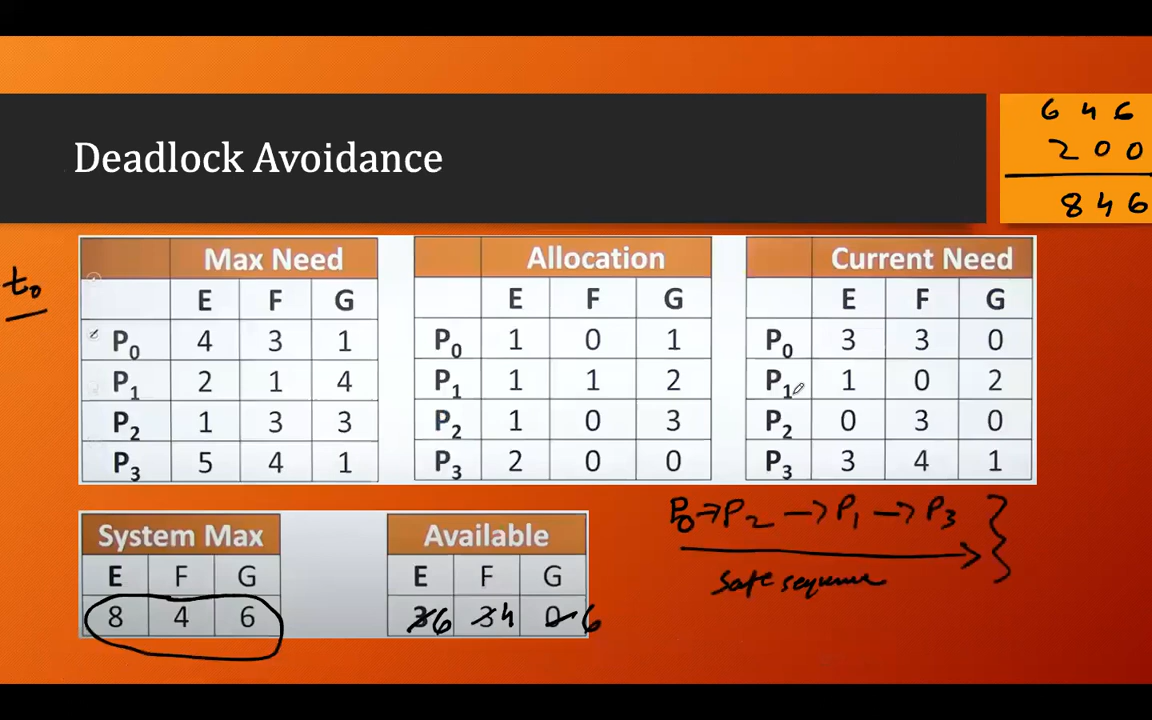 6 4 6
2 0 0
8 4 6
Deadlock Avoidance
t₀
Max Need
E F G
P₀ 4 3 1
P₁ 2 1 4
P₂ 1 3 3
P₃ 5 4 1
Allocation
E F G
P₀ 1 0 1
P₁ 1 1 2
P₂ 1 0 3
P₃ 2 0 0
Current Need
E F G
P₀ 3 3 0
P₁ 1 0 2
P₂ 0 3 0
P₃ 3 4 1
P₀→P₂ → P₁ → P₃
Safe sequence
System Max
E F G
8 4 6
Available
E F G
3 6 3 4 0 6